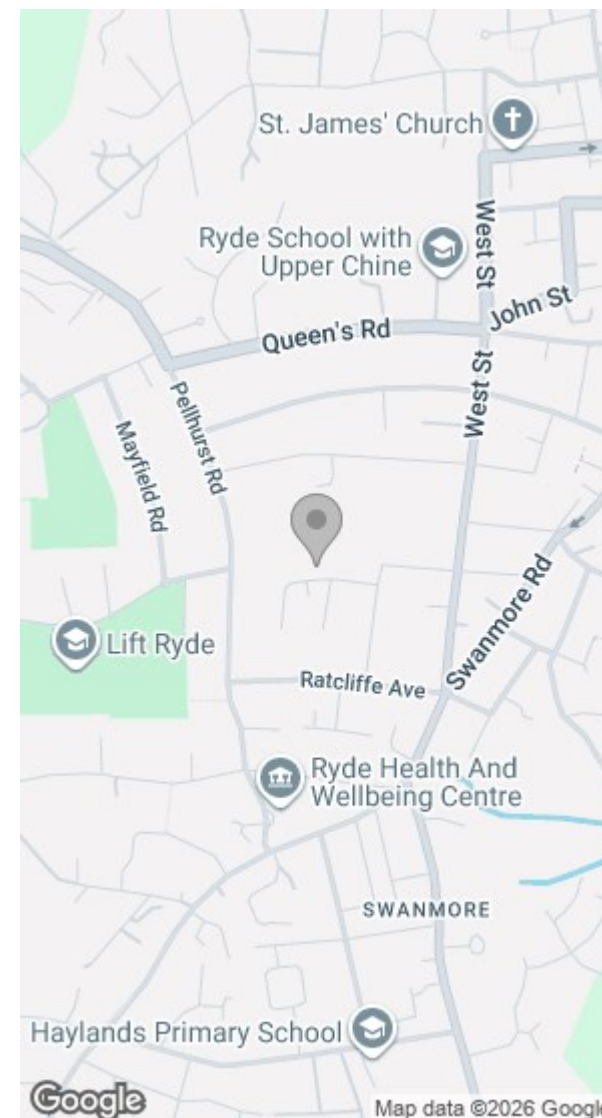 St. James' Church
West St
Ryde School with
Upper Chine
John St
Queen's Rd
West St
Pellhurst Rd
Mayfield Rd
Swanmore Rd
Lift Ryde
Ratcliffe Ave
Ryde Health And
Wellbeing Centre
SWANMORE
Haylands Primary School
Google
Map data ©2026 Google